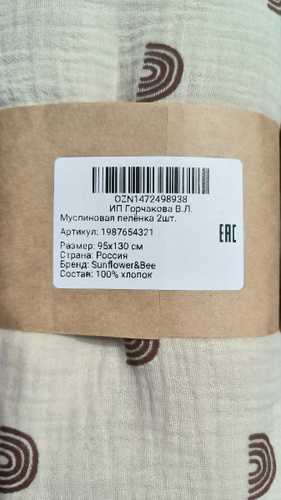 OZN1472498938
ИП Горчакова В.Л.
Муслиновая пелёнка 2шт.
Артикул: 1987654321
EAC
Размер: 95x130 см
Страна: Россия
Бренд: Sunflower&Bee
Состав: 100% хлопок